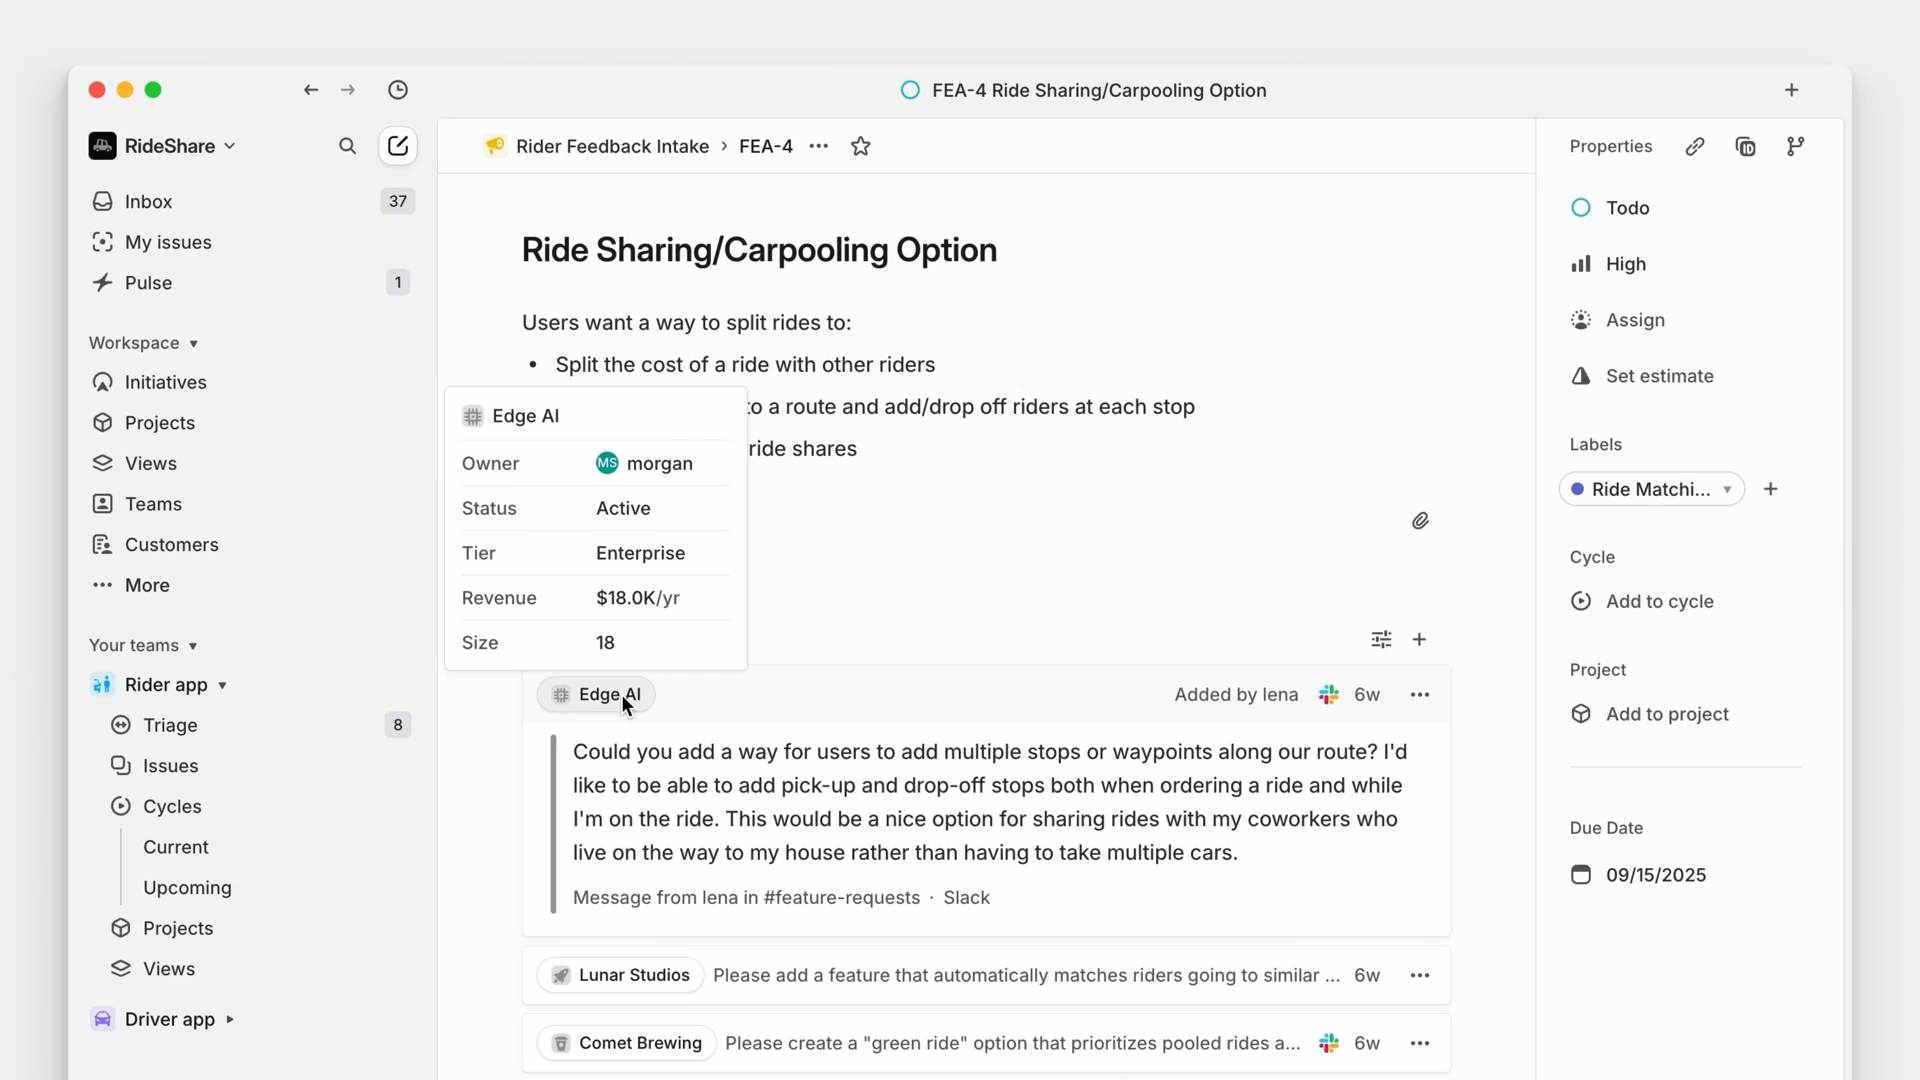 FEA-4 Ride Sharing/Carpooling Option
RideShare
Inbox
37
My issues
Pulse
1
Workspace
Initiatives
Projects
Views
Teams
Customers
More
Your teams
Rider app
Triage
8
Issues
Cycles
Current
Upcoming
Projects
Views
Driver app
Rider Feedback Intake › FEA-4
Ride Sharing/Carpooling Option
Users want a way to split rides to:
• Split the cost of a ride with other riders
to a route and add/drop off riders at each stop
ride shares
Edge AI
Owner MS morgan
Status Active
Tier Enterprise
Revenue $18.0K/yr
Size 18
Edge AI Added by lena 6w
Could you add a way for users to add multiple stops or waypoints along our route? I'd
like to be able to add pick-up and drop-off stops both when ordering a ride and while
I'm on the ride. This would be a nice option for sharing rides with my coworkers who
live on the way to my house rather than having to take multiple cars.
Message from lena in #feature-requests · Slack
Lunar Studios Please add a feature that automatically matches riders going to similar ... 6w
Comet Brewing Please create a "green ride" option that prioritizes pooled rides a... 6w
Properties
Todo
High
Assign
Set estimate
Labels
Ride Matchi...
Cycle
Add to cycle
Project
Add to project
Due Date
09/15/2025